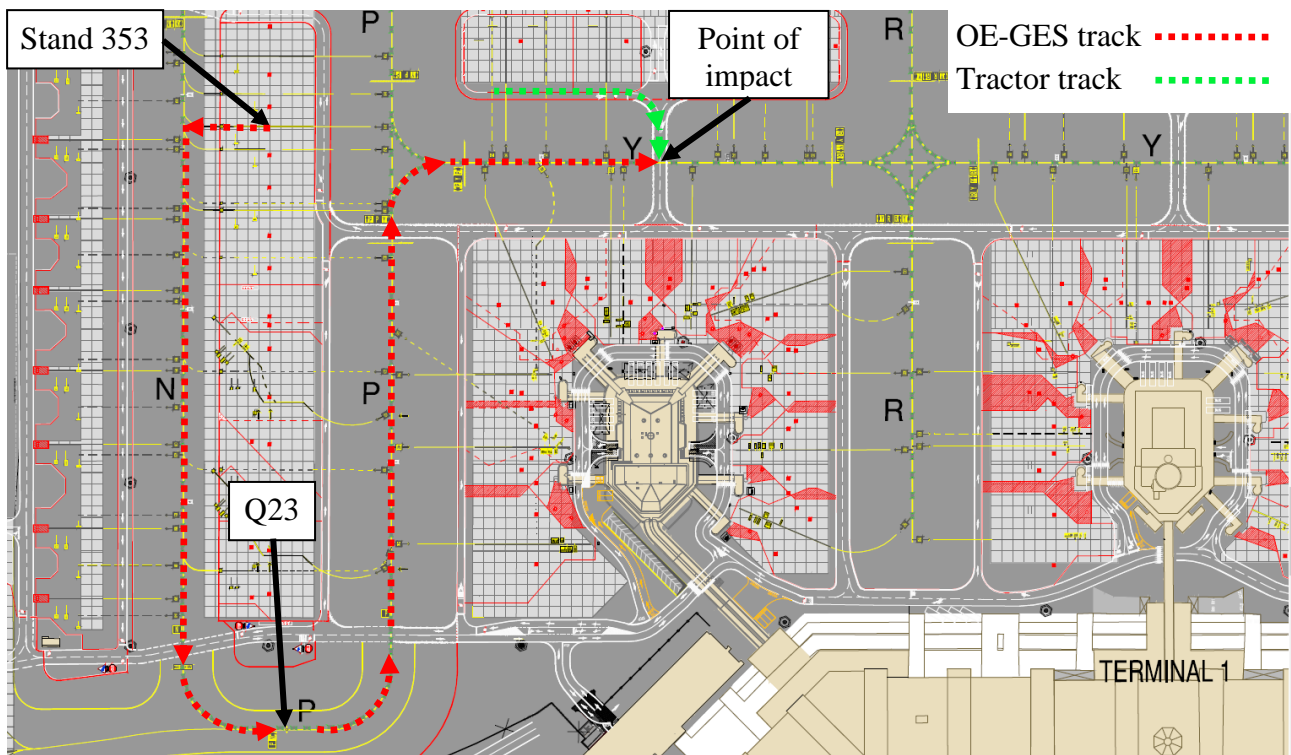 Stand 353
P
Point of
impact
R
OE-GES track
Tractor track
Y
Y
N
P
R
Q23
P
TERMINAL 1